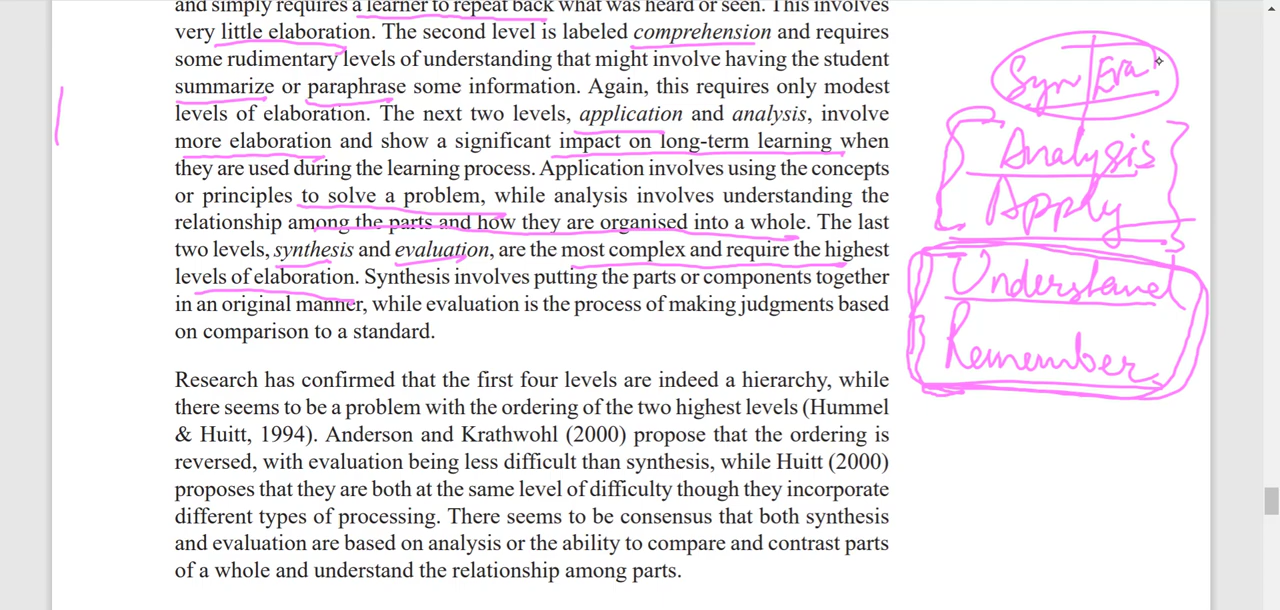 and simply requires a learner to repeat back what was heard or seen. This involves
very little elaboration. The second level is labeled comprehension and requires
some rudimentary levels of understanding that might involve having the student
summarize or paraphrase some information. Again, this requires only modest
levels of elaboration. The next two levels, application and analysis, involve
more elaboration and show a significant impact on long-term learning when
they are used during the learning process. Application involves using the concepts
or principles to solve a problem, while analysis involves understanding the
relationship among the parts and how they are organised into a whole. The last
two levels, synthesis and evaluation, are the most complex and require the highest
levels of elaboration. Synthesis involves putting the parts or components together
in an original manner, while evaluation is the process of making judgments based
on comparison to a standard.
Research has confirmed that the first four levels are indeed a hierarchy, while
there seems to be a problem with the ordering of the two highest levels (Hummel
& Huitt, 1994). Anderson and Krathwohl (2000) propose that the ordering is
reversed, with evaluation being less difficult than synthesis, while Huitt (2000)
proposes that they are both at the same level of difficulty though they incorporate
different types of processing. There seems to be consensus that both synthesis
and evaluation are based on analysis or the ability to compare and contrast parts
of a whole and understand the relationship among parts.
Syn Eva
Analysis
Apply
Understand
Remember